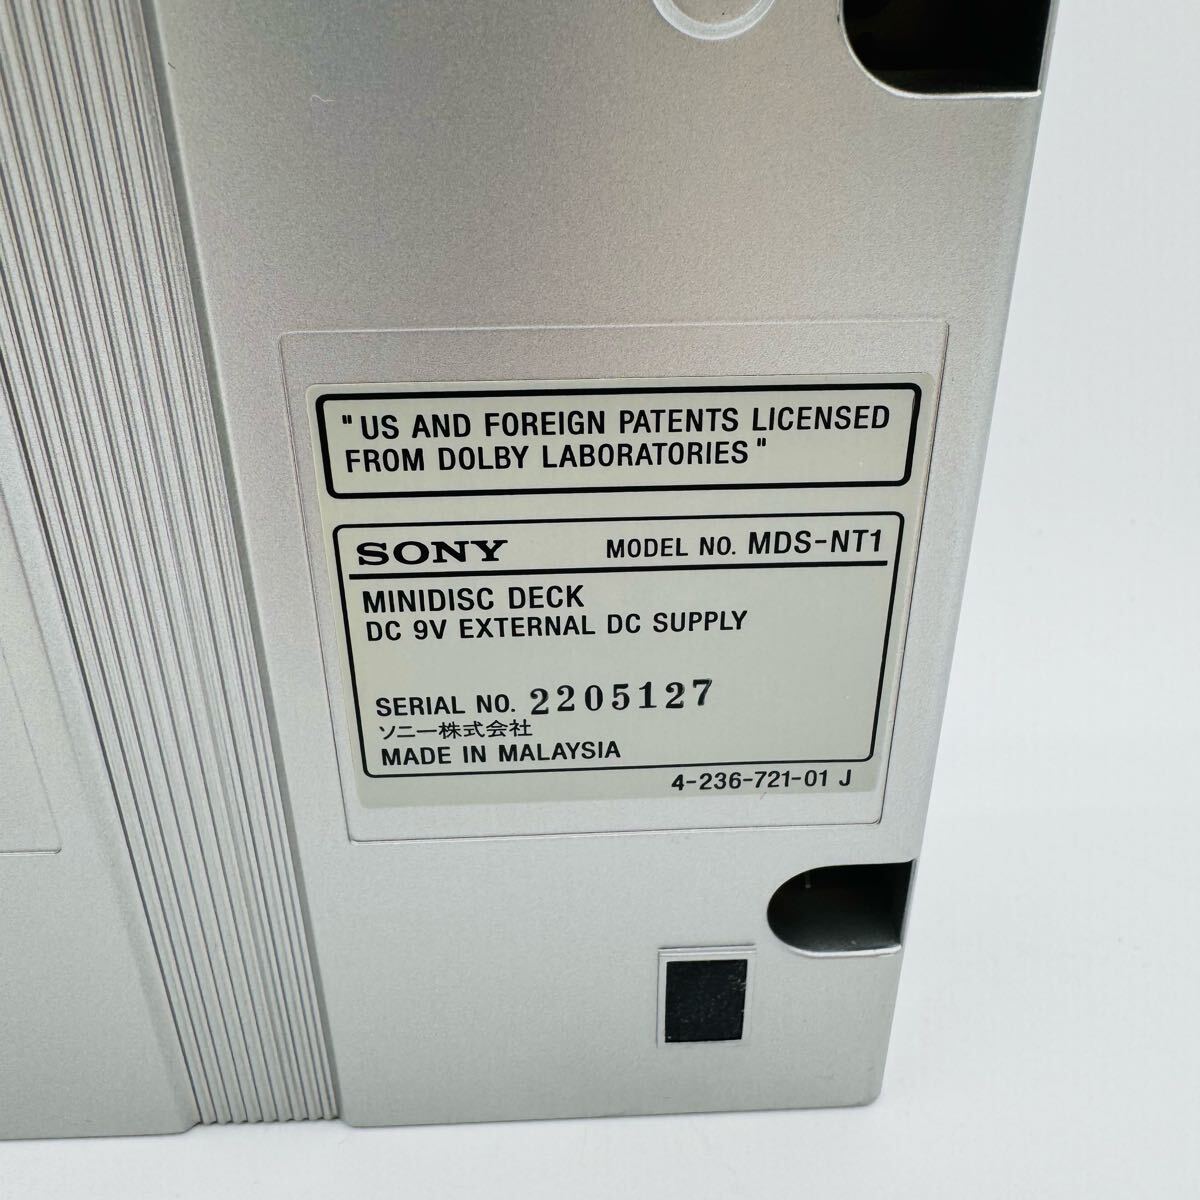 "US AND FOREIGN PATENTS LICENSED
FROM DOLBY LABORATORIES"
SONY MODEL NO. MDS-NT1
MINIDISC DECK
DC 9V EXTERNAL DC SUPPLY
SERIAL NO. 2205127
ソニー株式会社
MADE IN MALAYSIA
4-236-721-01 J